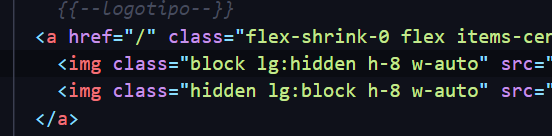 {{--logotipo--}}
<a href="/" class="flex-shrink-0 flex items-cen
<img class="block lg:hidden h-8 w-auto" src="
<img class="hidden lg:block h-8 w-auto" src="
</a>